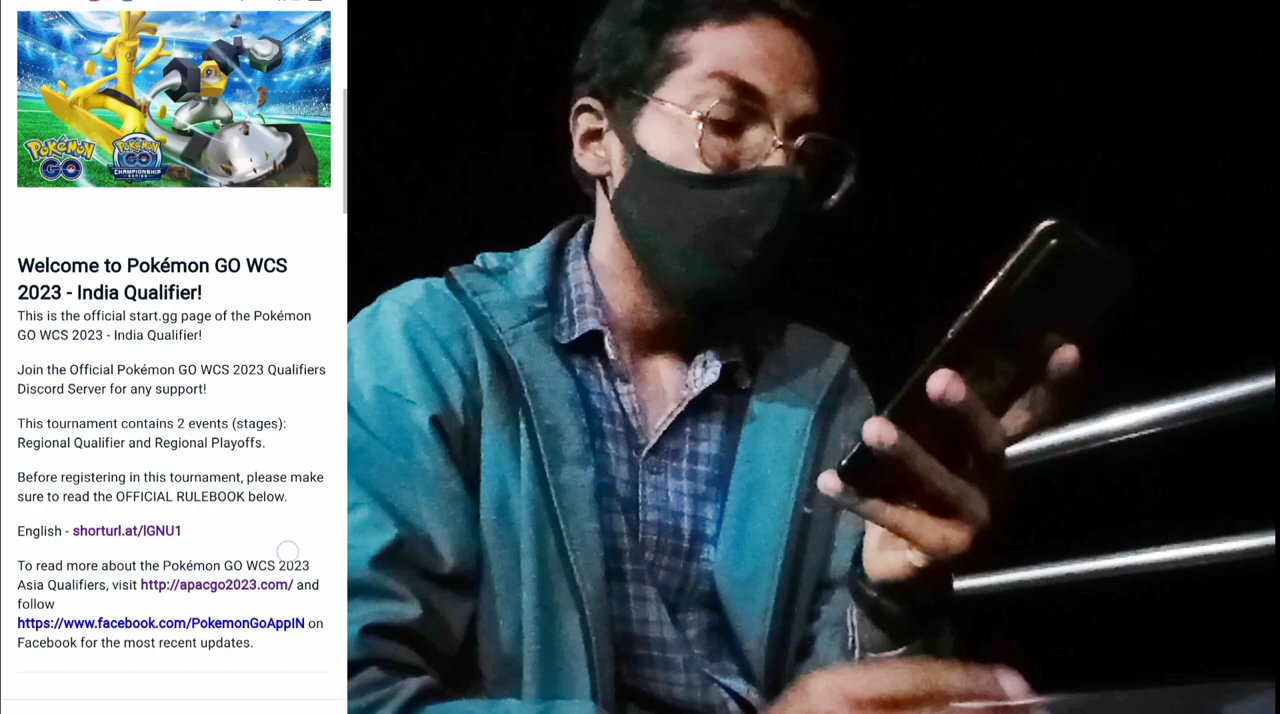 POKÉMON
GO
POKÉMON
GO
CHAMPIONSHIP
SERIES
Welcome to Pokémon GO WCS
2023 - India Qualifier!
This is the official start.gg page of the Pokémon
GO WCS 2023 - India Qualifier!
Join the Official Pokémon GO WCS 2023 Qualifiers
Discord Server for any support!
This tournament contains 2 events (stages):
Regional Qualifier and Regional Playoffs.
Before registering in this tournament, please make
sure to read the OFFICIAL RULEBOOK below.
English - shorturl.at/lGNU1
To read more about the Pokémon GO WCS 2023
Asia Qualifiers, visit http://apacgo2023.com/ and
follow
https://www.facebook.com/PokemonGoAppIN on
Facebook for the most recent updates.